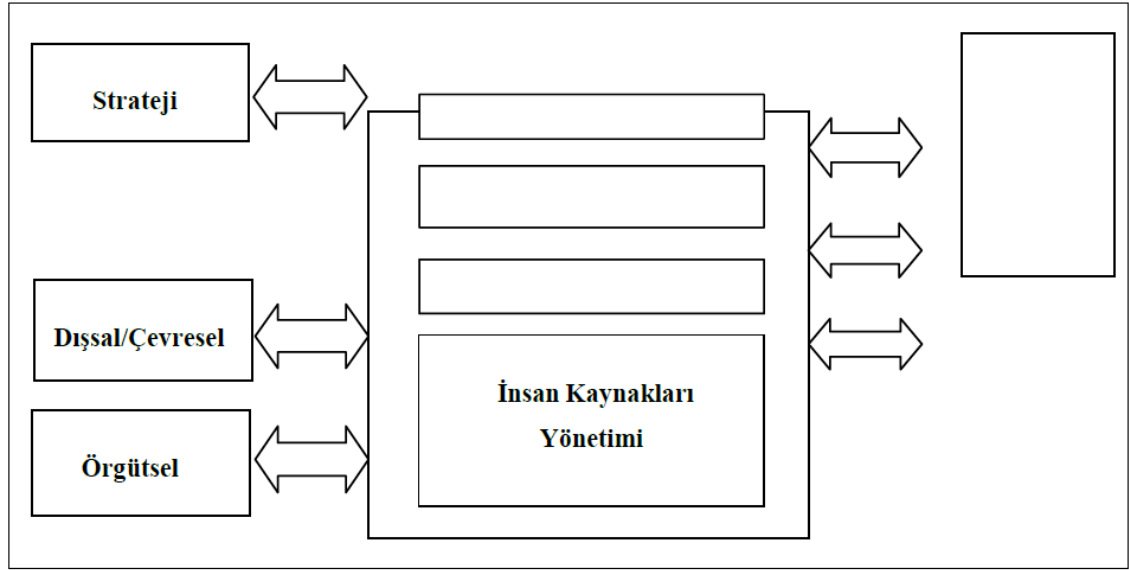 Strateji
Dışsal/Çevresel
Örgütsel
İnsan Kaynakları
Yönetimi